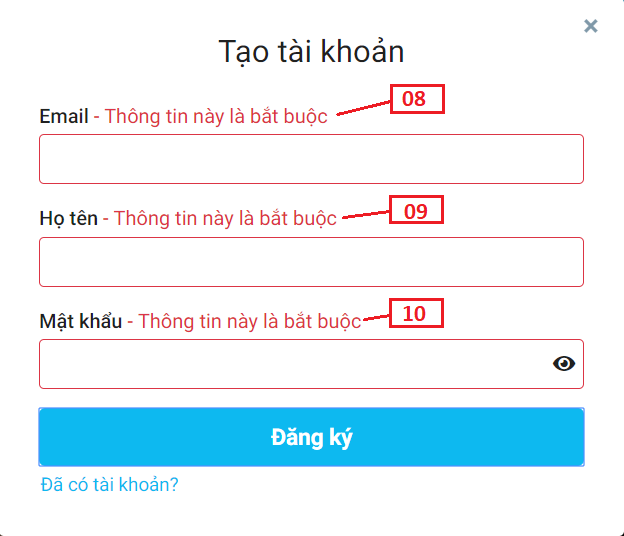 ×
Tạo tài khoản
08
Email - Thông tin này là bắt buộc
09
Họ tên - Thông tin này là bắt buộc
10
Mật khẩu - Thông tin này là bắt buộc
Đăng ký
Đã có tài khoản?